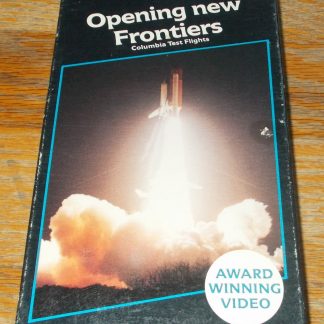 Opening new
Frontiers
Columbia Test Flights
AWARD
WINNING
VIDEO